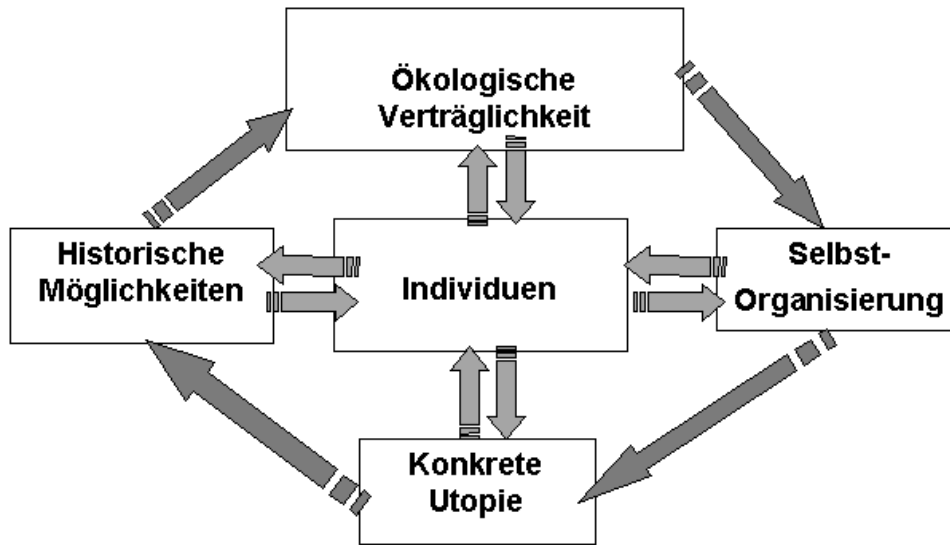 Ökologische
Verträglichkeit
Historische
Möglichkeiten
Individuen
Selbst-
Organisierung
Konkrete
Utopie